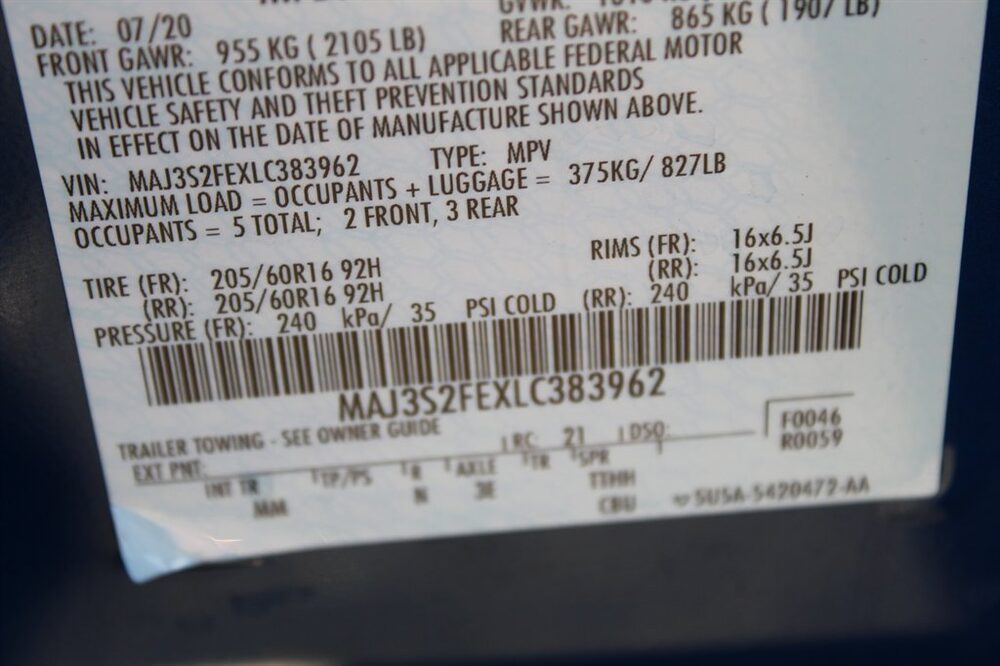 DATE: 07/20
FRONT GAWR: 955 KG ( 2105 LB) REAR GAWR: 865 KG ( 1907 LB)
THIS VEHICLE CONFORMS TO ALL APPLICABLE FEDERAL MOTOR
VEHICLE SAFETY AND THEFT PREVENTION STANDARDS
IN EFFECT ON THE DATE OF MANUFACTURE SHOWN ABOVE.
VIN: MAJ3S2FEXLC383962 TYPE: MPV
MAXIMUM LOAD = OCCUPANTS + LUGGAGE = 375KG/ 827LB
OCCUPANTS = 5 TOTAL; 2 FRONT, 3 REAR
TIRE (FR): 205/60R16 92H RIMS (FR): 16x6.5J
(RR): 205/60R16 92H (RR): 16x6.5J
PRESSURE (FR): 240 kPa/ 35 PSI COLD (RR): 240 kPa/ 35 PSI COLD
MAJ3S2FEXLC383962
TRAILER TOWING - SEE OWNER GUIDE
F0046
R0059
EXT PNT: RC: 21 DSO:
INT TR TP/PS R AXLE TR SPR
MM N 3E TTHH
CBU 5U5A-5420472-AA